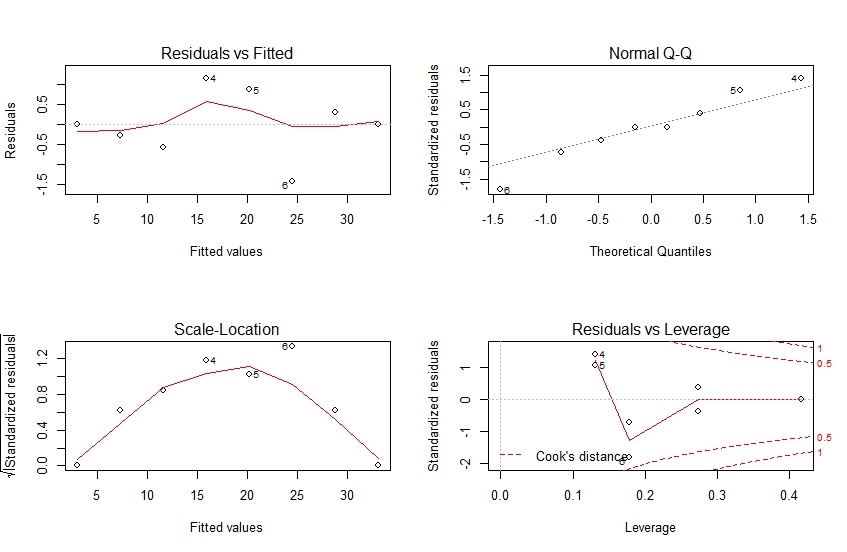 Residuals vs Fitted
Residuals
-1.5 -0.5 0.5
4
5
6
5 10 15 20 25 30
Fitted values
Normal Q-Q
Standardized residuals
-1.5 -0.5 0.5 1.5
4
5
6
-1.5 -1.0 -0.5 0.0 0.5 1.0 1.5
Theoretical Quantiles
Scale-Location
√|Standardized residuals|
0.0 0.4 0.8 1.2
6
4
5
5 10 15 20 25 30
Fitted values
Residuals vs Leverage
Standardized residuals
-2 -1 0 1
4
5
6
1
0.5
0.5
1
Cook's distance
0.0 0.1 0.2 0.3 0.4
Leverage